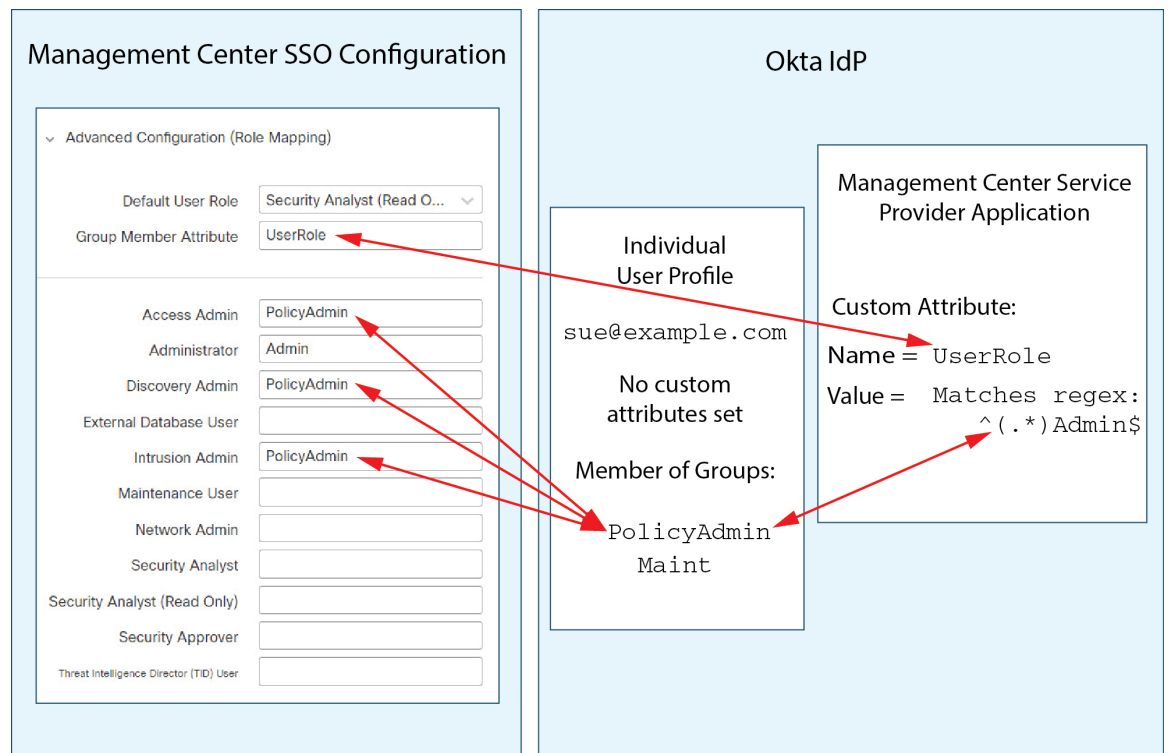 Management Center SSO Configuration
Advanced Configuration (Role Mapping)
Default User Role
Security Analyst (Read O...
Group Member Attribute
UserRole
Access Admin
PolicyAdmin
Administrator
Admin
Discovery Admin
PolicyAdmin
External Database User
Intrusion Admin
PolicyAdmin
Maintenance User
Network Admin
Security Analyst
Security Analyst (Read Only)
Security Approver
Threat Intelligence Director (TID) User
Okta IdP
Individual
User Profile
sue@example.com
No custom
attributes set
Member of Groups:
PolicyAdmin
Maint
Management Center Service
Provider Application
Custom Attribute:
Name = UserRole
Value = Matches regex:
^(.*)Admin$